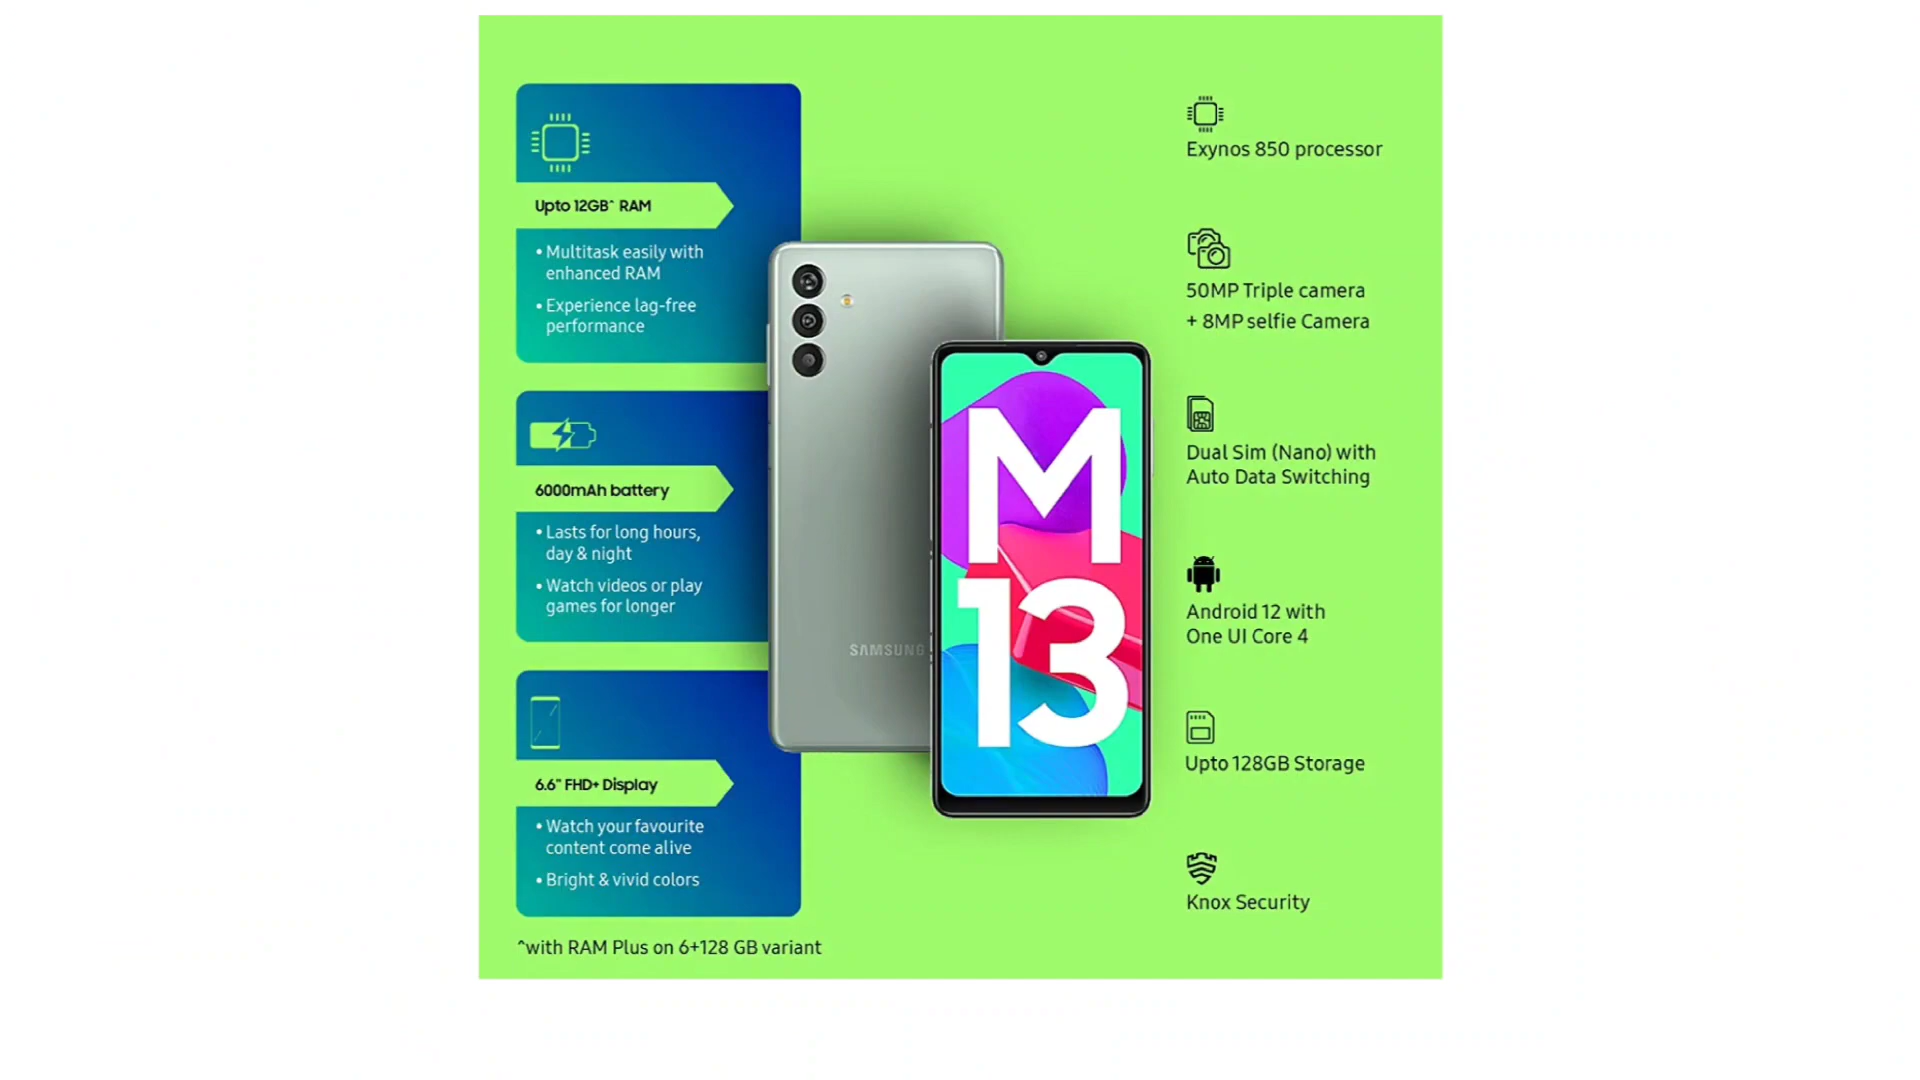 Upto 12GB^ RAM
• Multitask easily with
enhanced RAM
• Experience lag-free
performance
6000mAh battery
• Lasts for long hours,
day & night
• Watch videos or play
games for longer
6.6" FHD+ Display
• Watch your favourite
content come alive
• Bright & vivid colors
^with RAM Plus on 6+128 GB variant
SAMSUNG
M
13
Exynos 850 processor
50MP Triple camera
+ 8MP selfie Camera
Dual Sim (Nano) with
Auto Data Switching
Android 12 with
One UI Core 4
Upto 128GB Storage
Knox Security